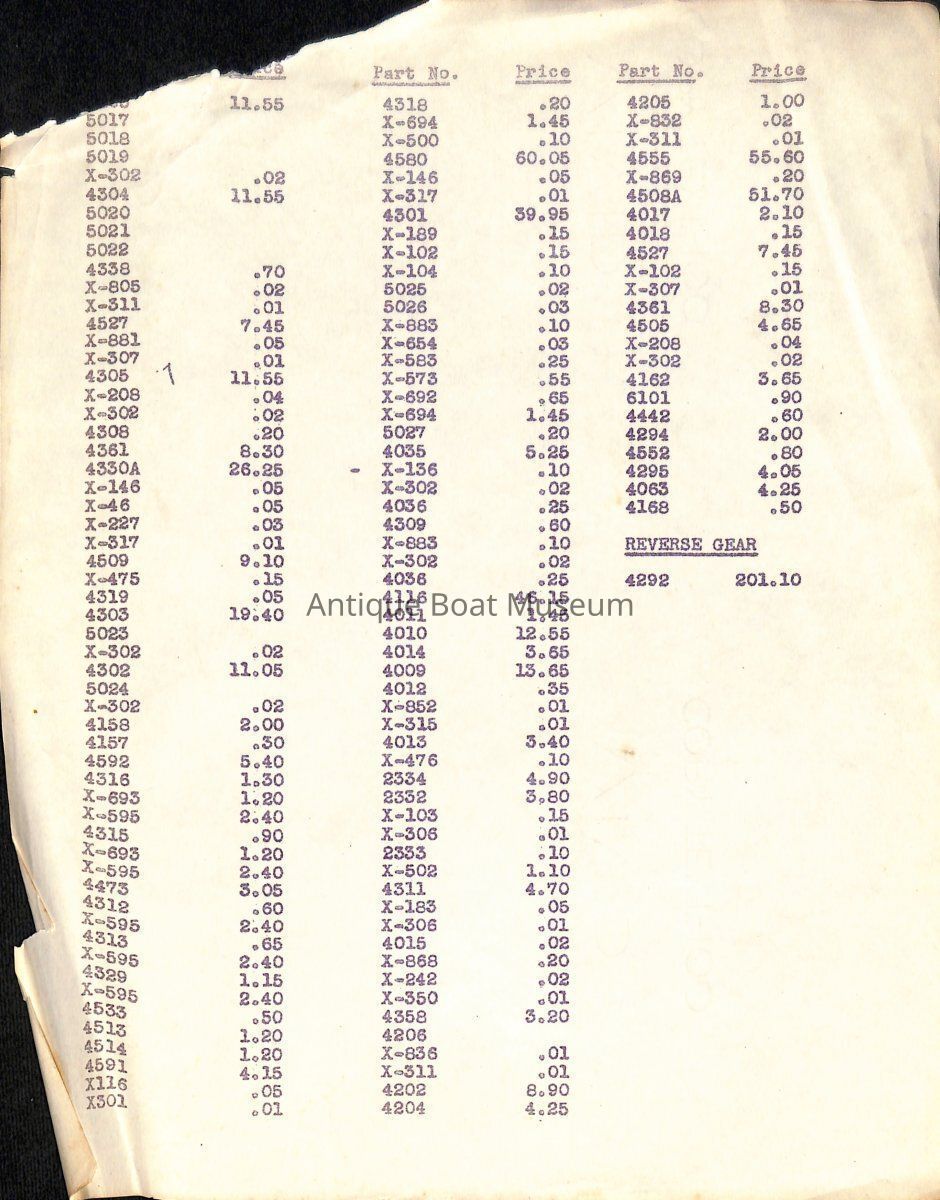 Part No. Price Part No. Price
11.55 4318 .20 4205 1.00
5017 X-694 1.45 X-832 .02
5018 X-500 .10 X-311 .01
5019 4580 60.05 4555 55.60
X-302 .02 X-146 .05 X-869 .20
4304 11.55 X-317 .01 4508A 51.70
5020 4301 39.95 4017 2.10
5021 X-189 .15 4018 .15
5022 X-102 .15 4527 7.45
4338 .70 X-104 .10 X-102 .15
X-805 .02 5025 .02 X-307 .01
X-311 .01 5026 .03 4361 8.30
4527 7.45 X-883 .10 4505 4.65
X-881 .05 X-654 .03 X-208 .04
X-307 .01 X-583 .25 X-302 .02
4305 1 11.55 X-573 .55 4162 3.65
X-208 .04 X-692 .65 6101 .90
X-302 .02 X-694 1.45 4442 .60
4308 .20 5027 .20 4294 2.00
4361 8.30 4035 5.25 4552 .80
4330A 26.25 - X-136 .10 4295 4.05
X-146 .05 X-302 .02 4063 4.25
X-46 .05 4036 .25 4168 .50
X-227 .03 4309 .60
X-317 .01 X-883 .10 REVERSE GEAR
4509 9.10 X-302 .02
X-475 .15 4036 .25 4292 201.10
4319 .05 4116 46.15
Antique Boat Museum
4303 19.40 4011 1.45
5023 4010 12.55
X-302 .02 4014 3.65
4302 11.05 4009 13.65
5024 4012 .35
X-302 .02 X-852 .01
4158 2.00 X-315 .01
4157 .30 4013 3.40
4592 5.40 X-476 .10
4316 1.30 2334 4.90
X-693 1.20 2332 3.80
X-595 2.40 X-103 .15
4315 .90 X-306 .01
X-693 1.20 2333 .10
X-595 2.40 X-502 1.10
4473 3.05 4311 4.70
4312 .60 X-183 .05
X-595 2.40 X-306 .01
4313 .65 4015 .02
X-595 2.40 X-868 .20
4329 1.15 X-242 .02
X-595 2.40 X-350 .01
4533 .50 4358 3.20
4513 1.20 4206
4514 1.20 X-836 .01
4591 4.15 X-311 .01
X116 .05 4202 8.90
X301 .01 4204 4.25